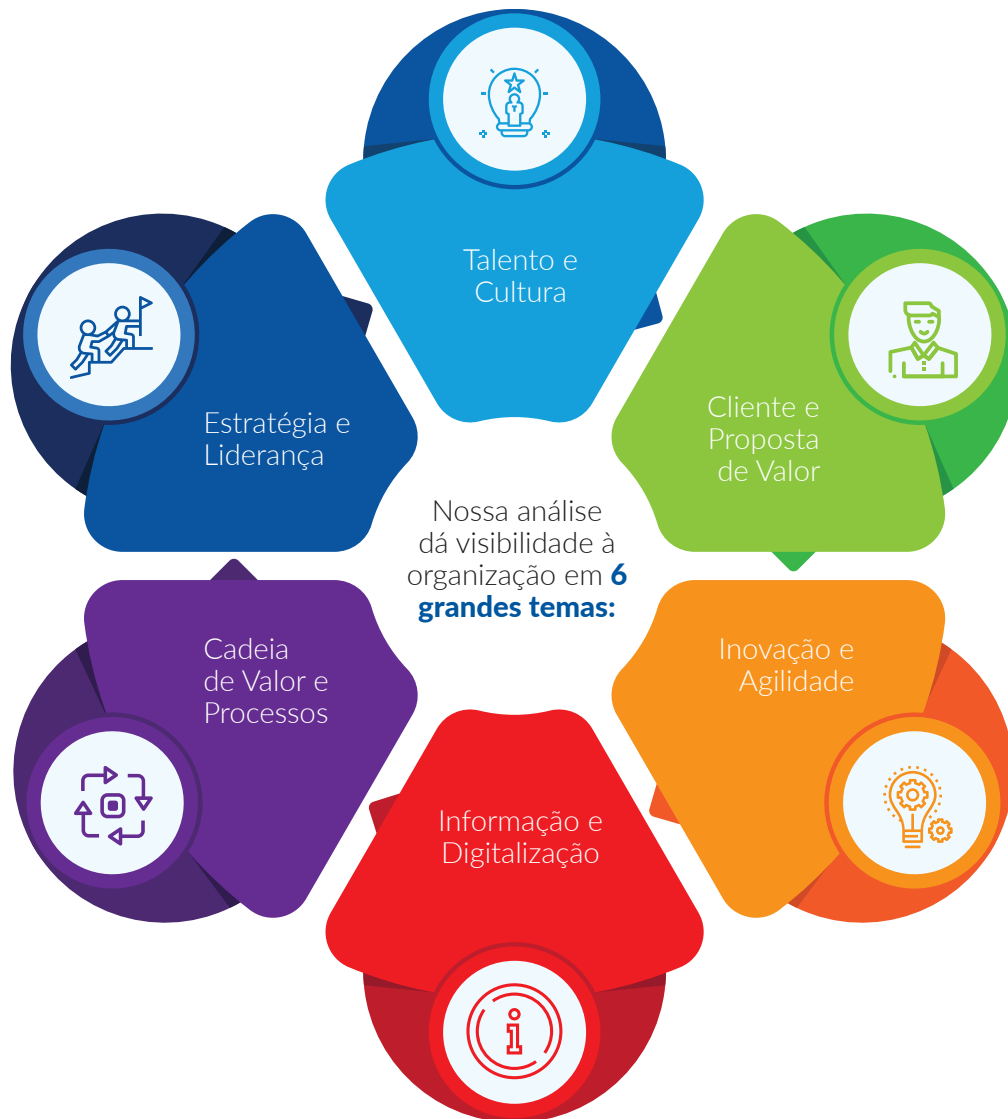 Talento e
Cultura
Cliente e
Proposta
de Valor
Estratégia e
Liderança
Nossa análise
dá visibilidade à
organização em 6
grandes temas:
Cadeia
de Valor e
Processos
Inovação e
Agilidade
Informação e
Digitalização